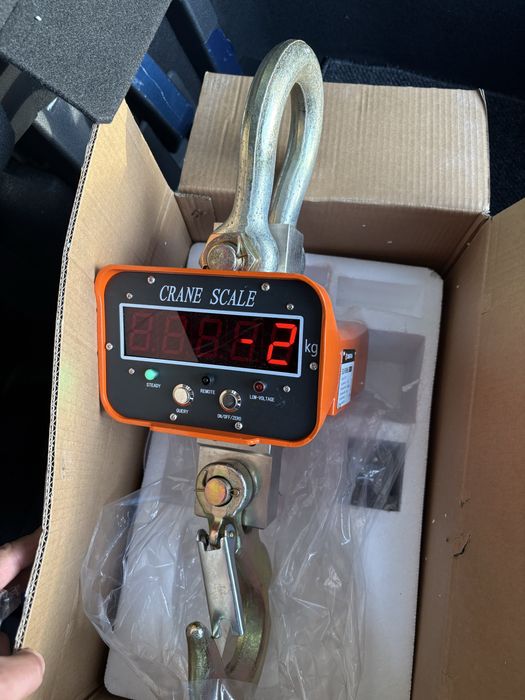 CRANE SCALE
-2 kg
STEADY
REMOTE
LOW-VOLTAGE
QUERY
ON/OFF/ZERO